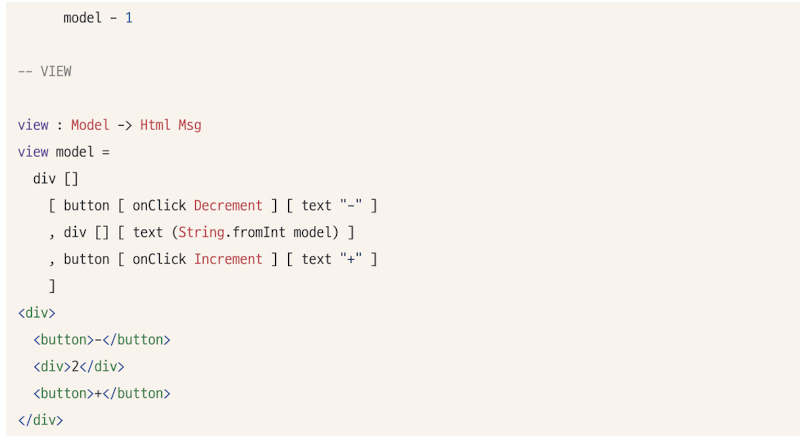 model - 1
-- VIEW
view : Model -> Html Msg
view model =
div []
[ button [ onClick Decrement ] [ text "-" ]
, div [] [ text (String.fromInt model) ]
, button [ onClick Increment ] [ text "+" ]
]
<div>
<button>-</button>
<div>2</div>
<button>+</button>
</div>